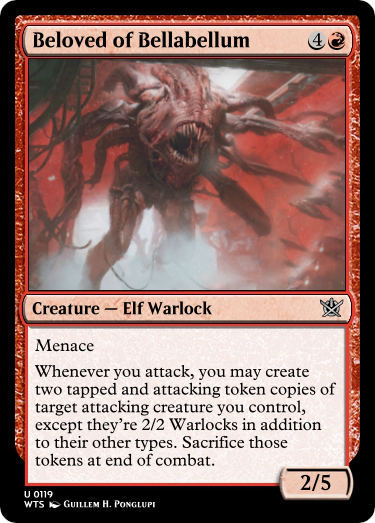 Beloved of Bellabellum 4
Creature — Elf Warlock
Menace
Whenever you attack, you may create
two tapped and attacking token copies of
target attacking creature you control,
except they're 2/2 Warlocks in addition
to their other types. Sacrifice those
tokens at end of combat.
2/5
U 0119
WTS Guillem H. Ponglupi